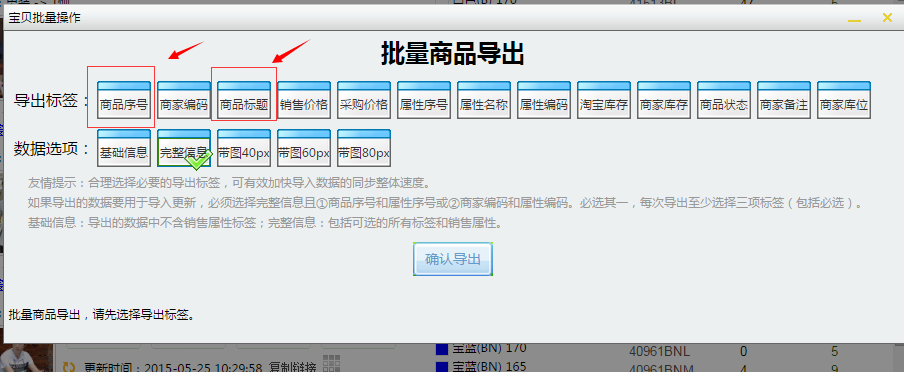 宝贝批量操作
批量商品导出
导出标签： 商品序号 商家编码 商品标题 销售价格 采购价格 属性序号 属性名称 属性编码 淘宝库存 商家库存 商品状态 商家备注 商家库位
数据选项： 基础信息 完整信息 带图40px 带图60px 带图80px
友情提示：合理选择必要的导出标签，可有效加快导入数据的同步整体速度。
如果导出的数据要用于导入更新，必须选择完整信息且①商品序号和属性序号或②商家编码和属性编码。必选其一，每次导出至少选择三项标签（包括必选）。
基础信息：导出的数据中不含销售属性标签；完整信息：包括可选的所有标签和销售属性。
确认导出
批量商品导出，请先选择导出标签。
宝蓝(BN) 170 40961BNL 0 5
更新时间：2015-05-25 10:29:58 复制链接 宝蓝(BN) 165 40961BNM 4 9